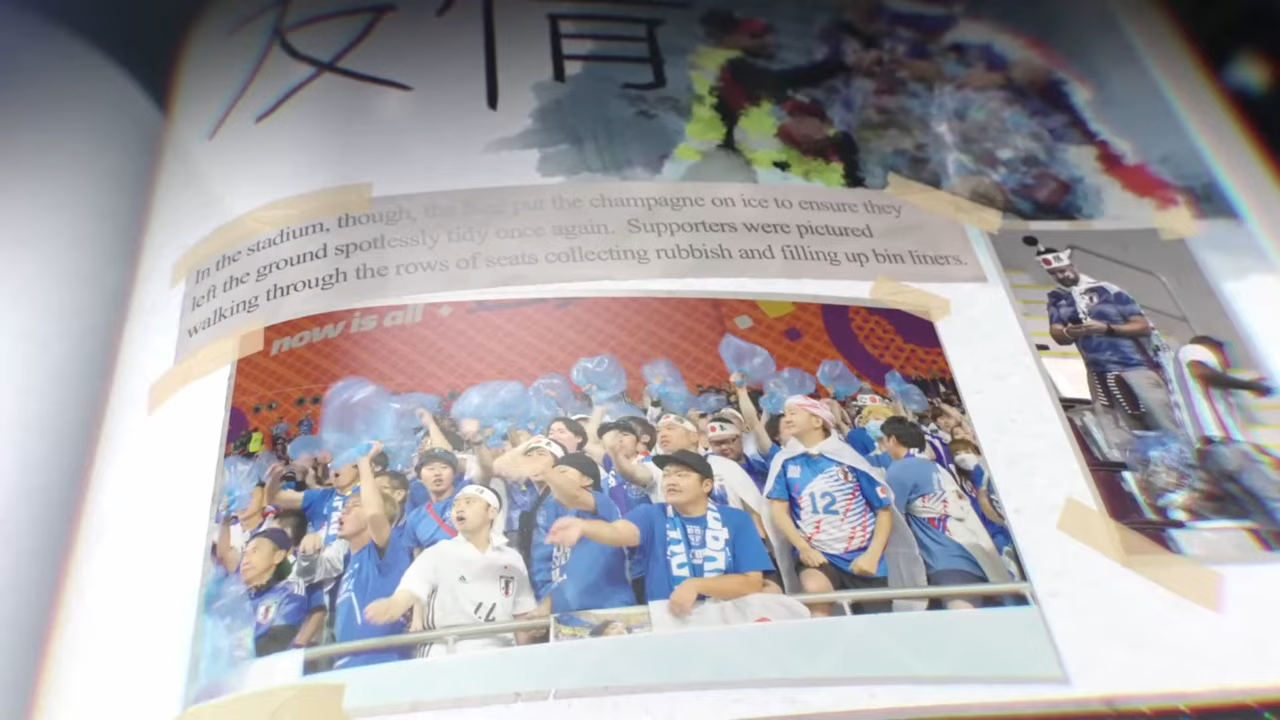 友情
In the stadium, though, put the champagne on ice to ensure they
left the ground spotlessly tidy once again. Supporters were pictured
walking through the rows of seats collecting rubbish and filling up bin liners.
now is all
12